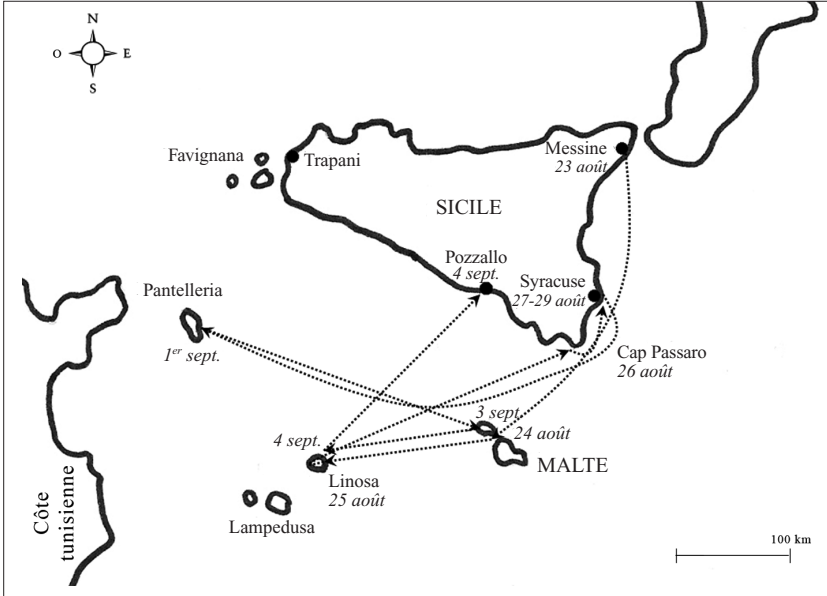 N
O
E
S
Favignana
Trapani
Messine
23 août
SICILE
Pozzallo
4 sept.
Syracuse
27-29 août
Pantelleria
1er sept.
Cap Passaro
26 août
3 sept.
4 sept.
24 août
MALTE
Linosa
25 août
Lampedusa
Côte
tunisienne
100 km